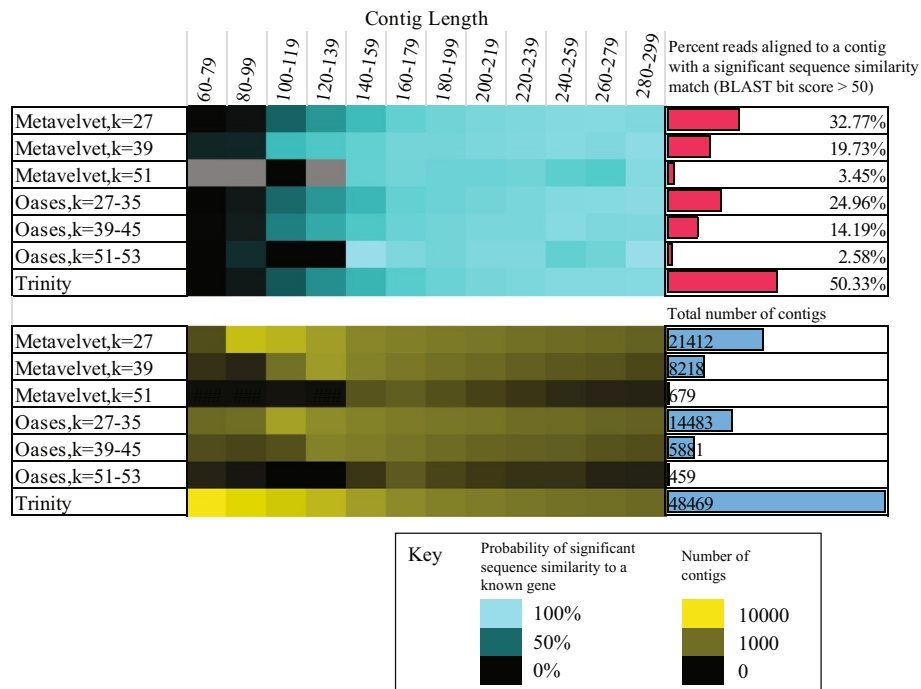 Contig Length
60-79
80-99
100-119
120-139
140-159
160-179
180-199
200-219
220-239
240-259
260-279
280-299
Percent reads aligned to a contig
with a significant sequence similarity
match (BLAST bit score > 50)
Metavelvet,k=27 32.77%
Metavelvet,k=39 19.73%
Metavelvet,k=51 3.45%
Oases,k=27-35 24.96%
Oases,k=39-45 14.19%
Oases,k=51-53 2.58%
Trinity 50.33%
Total number of contigs
Metavelvet,k=27 21412
Metavelvet,k=39 8218
Metavelvet,k=51 ### ### ### 679
Oases,k=27-35 14483
Oases,k=39-45 5881
Oases,k=51-53 459
Trinity 48469
Key
Probability of significant
sequence similarity to a
known gene
100%
50%
0%
Number of
contigs
10000
1000
0